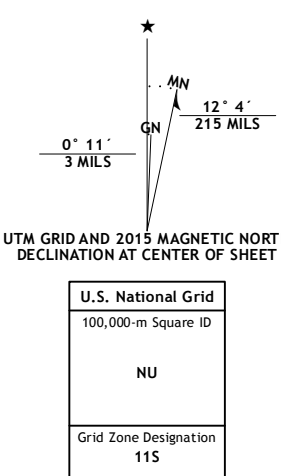 ★
MN
12° 4´
215 MILS
GN
0° 11´
3 MILS
UTM GRID AND 2015 MAGNETIC NORT
DECLINATION AT CENTER OF SHEET
U.S. National Grid
100,000-m Square ID
NU
Grid Zone Designation
11S